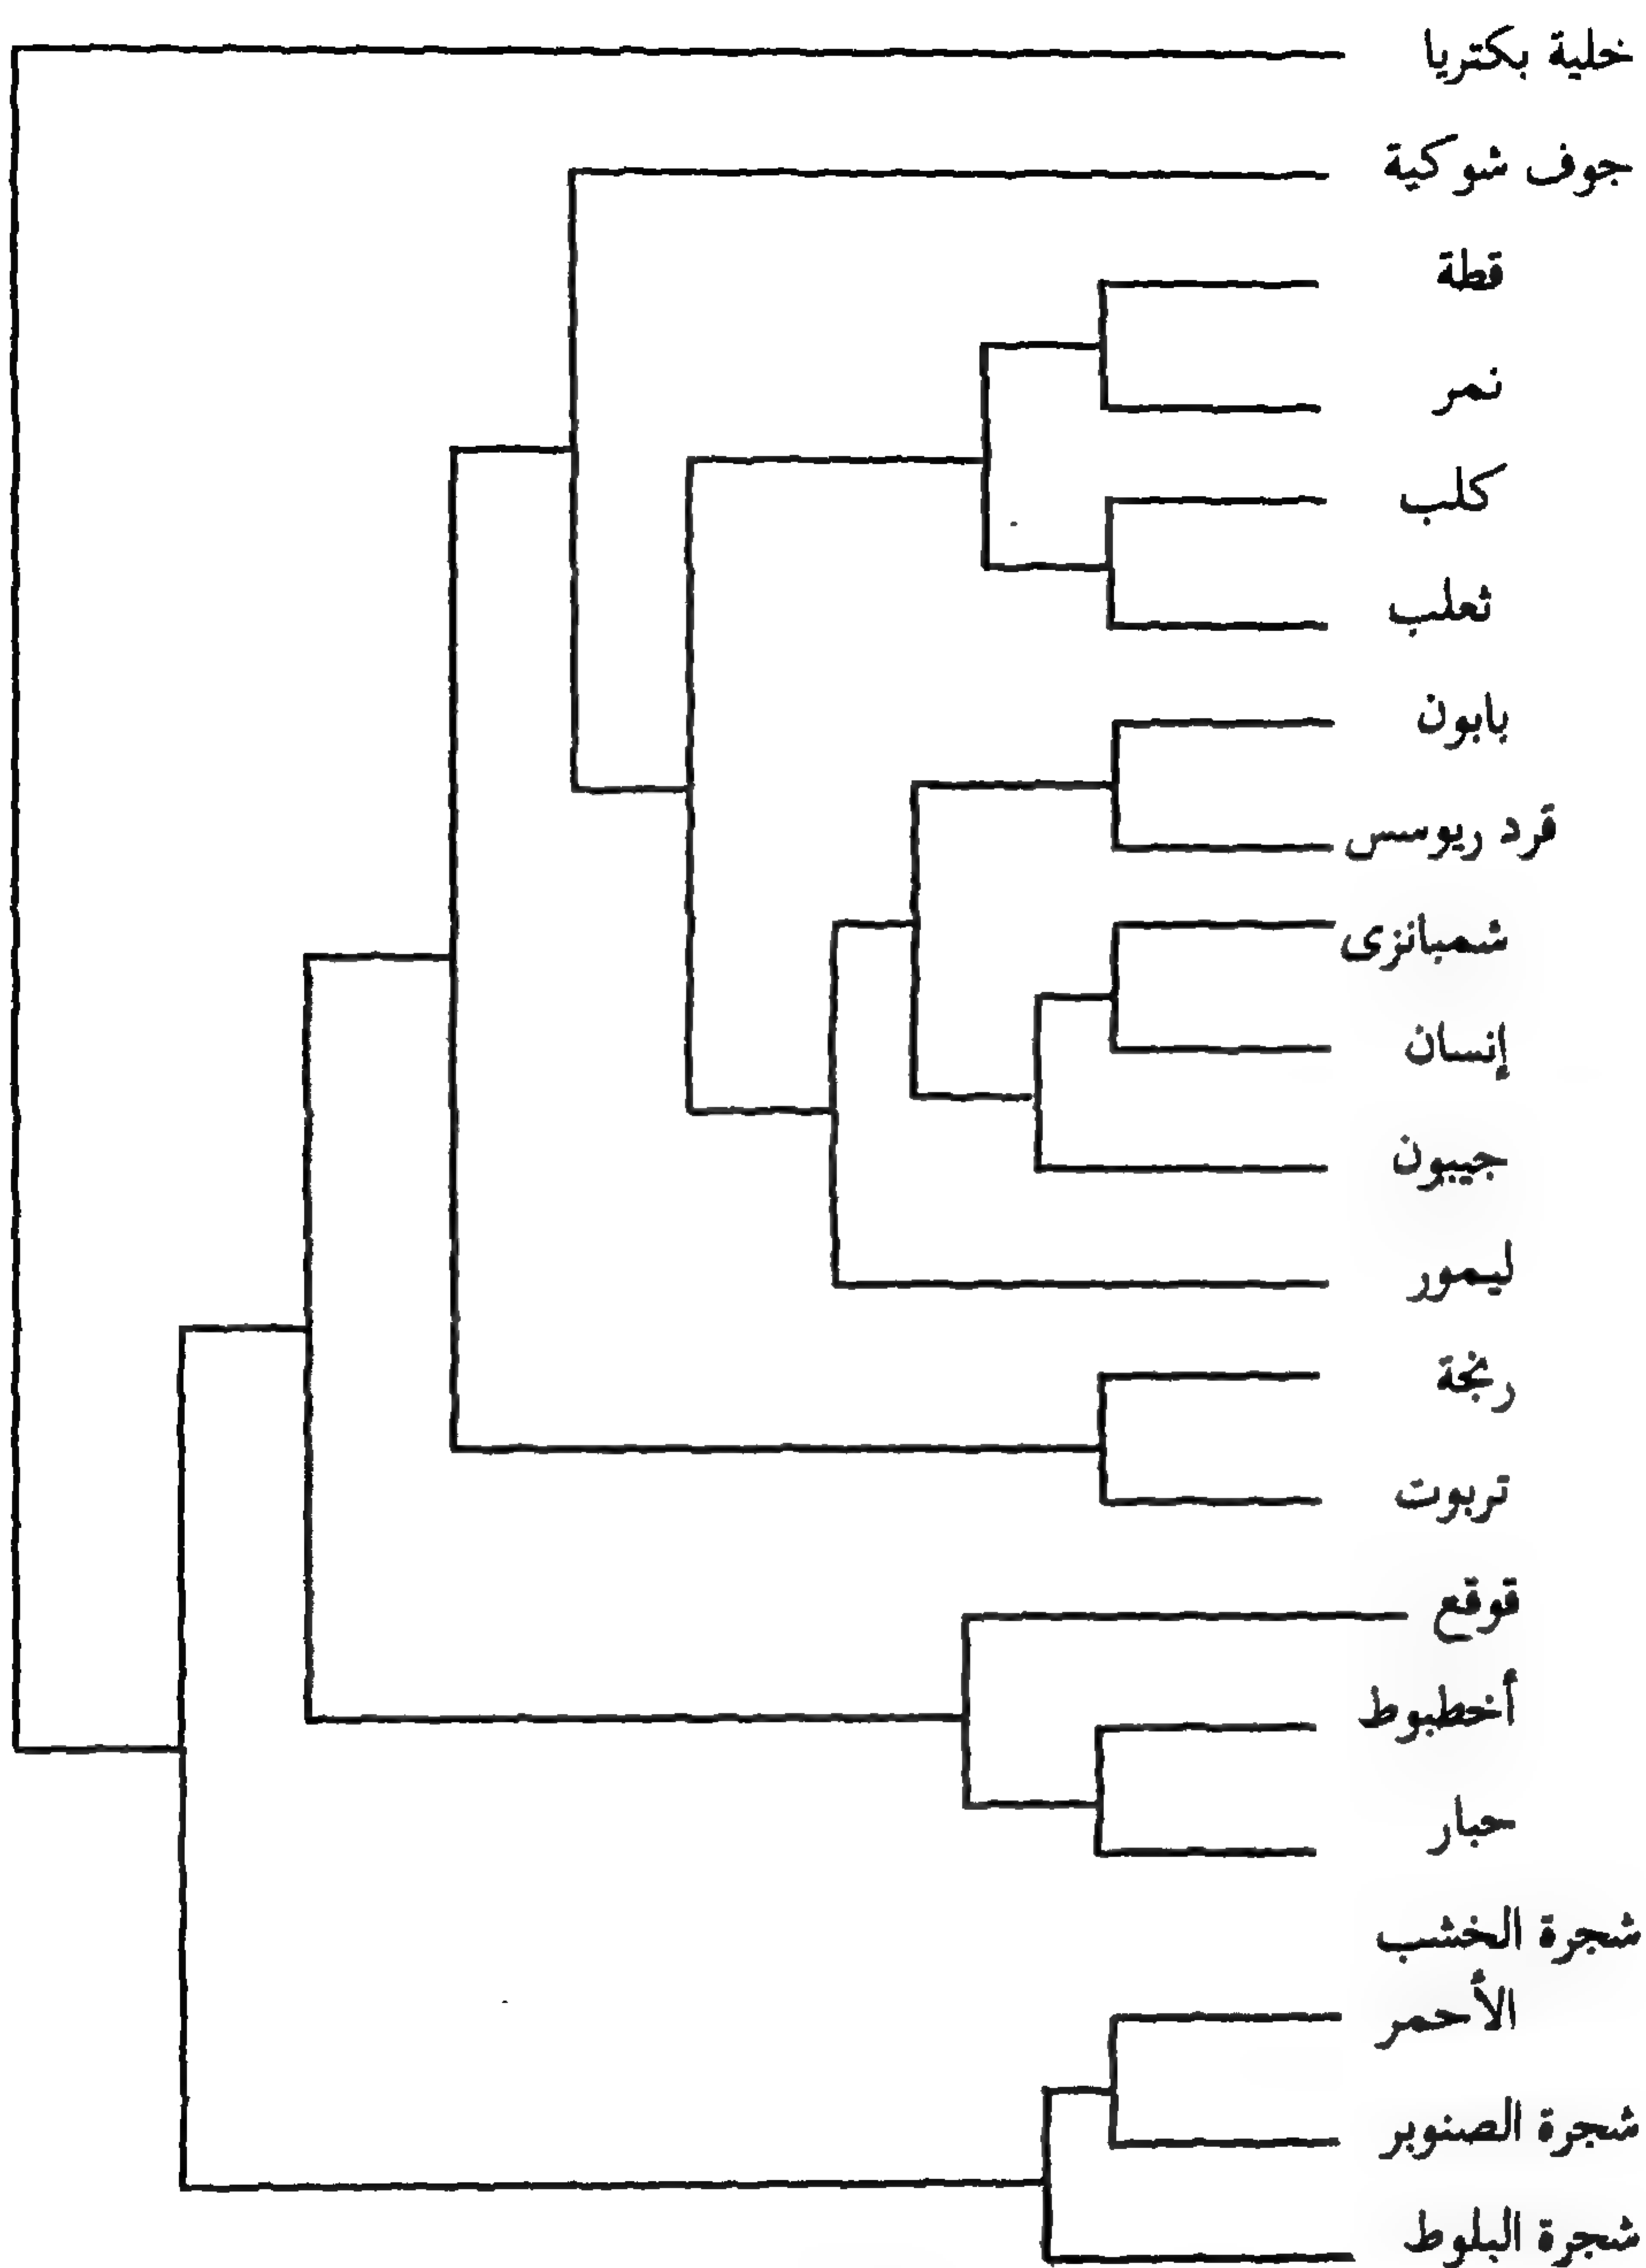 خلية بكتريا
جوف شوكية
قطة
نمر
كلب
ثعلب
بابون
قرد ريوسس
شمبانزى
إنسان
جيبون
ليمور
رنجة
تربوت
قوقع
أخطبوط
حبار
شجرة الخشب
الأحمر
شجرة الصنوبر
شجرة البلوط